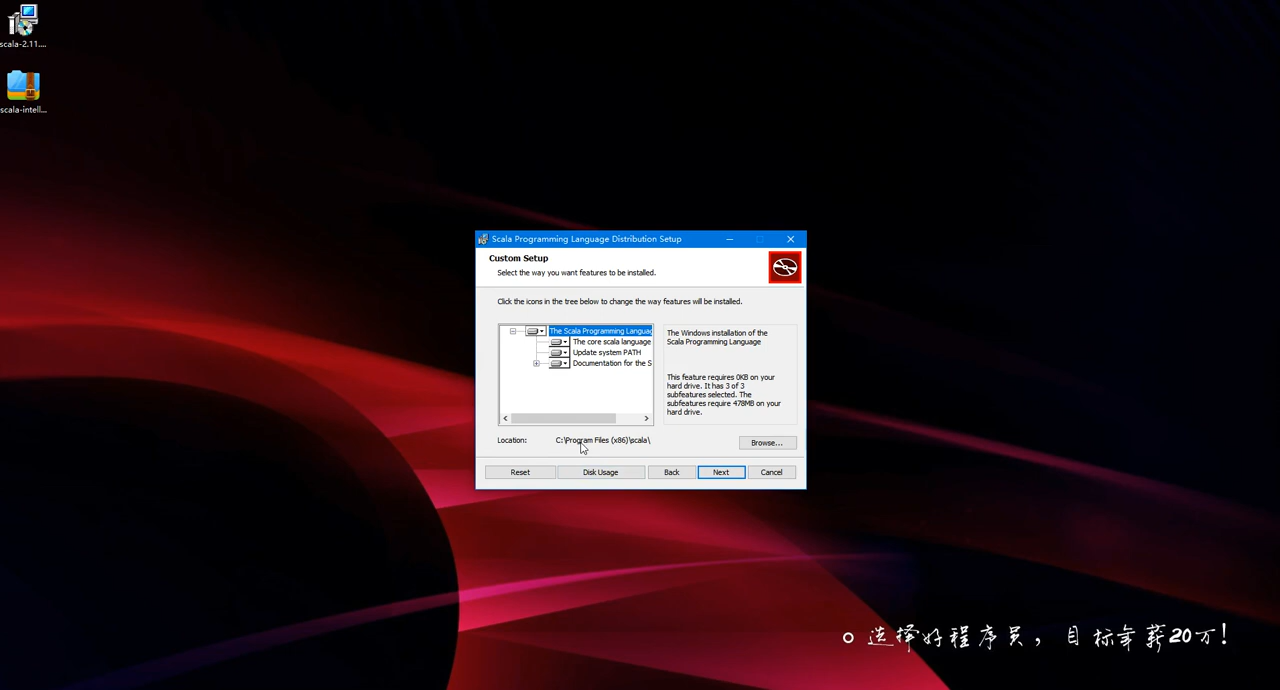 scala-2.11....
scala-intell...
Scala Programming Language Distribution Setup
Custom Setup
Select the way you want features to be installed.
Click the icons in the tree below to change the way features will be installed.
The Scala Programming Languag
The core scala language
Update system PATH
Documentation for the S
The Windows installation of the
Scala Programming Language
This feature requires 0KB on your
hard drive. It has 3 of 3
subfeatures selected. The
subfeatures require 478MB on your
hard drive.
Location:
C:\Program Files (x86)\scala\
Browse...
Reset
Disk Usage
Back
Next
Cancel
选择好程序员，目标年薪20万！